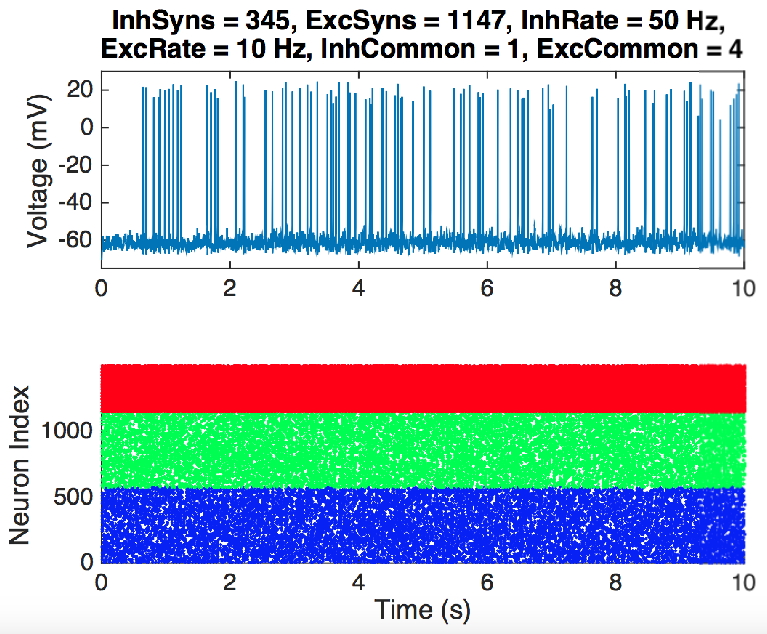 InhSyns = 345, ExcSyns = 1147, InhRate = 50 Hz,
ExcRate = 10 Hz, InhCommon = 1, ExcCommon = 4
Voltage (mV)
20
0
-20
-40
-60
0 2 4 6 8 10
Neuron Index
1000
500
0
0 2 4 6 8 10
Time (s)